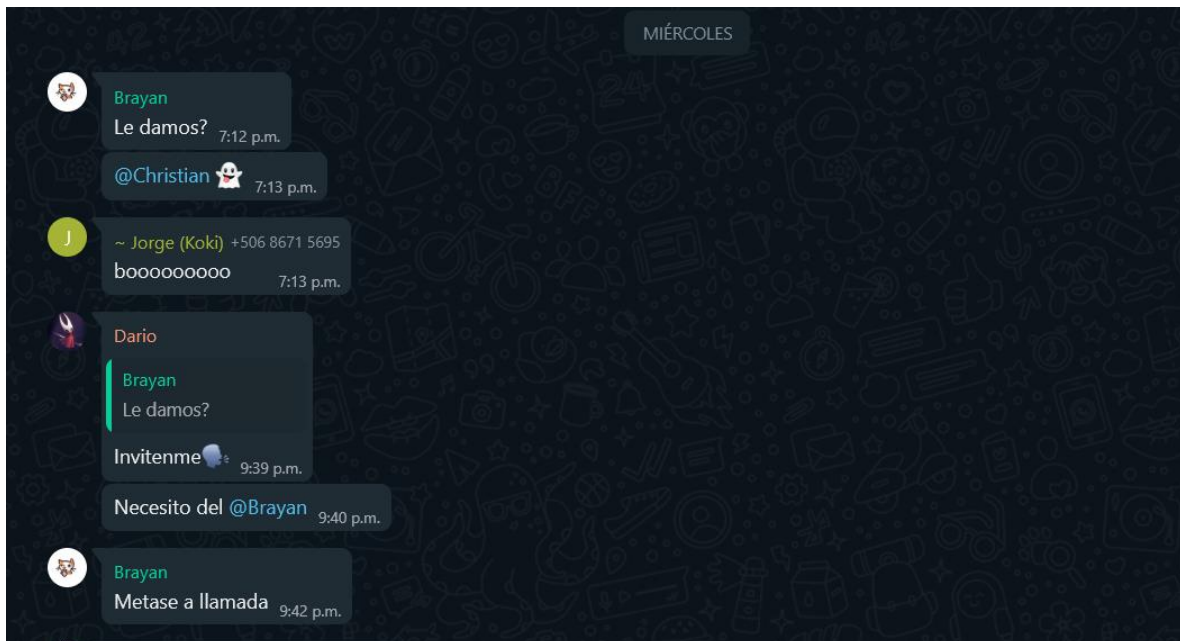 MIÉRCOLES
Brayan
Le damos? 7:12 p.m.
@Christian 👻 7:13 p.m.
J
~ Jorge (Koki) +506 8671 5695
booooooooo
7:13 p.m.
Dario
Brayan
Le damos?
Invitenme🗣️ 9:39 p.m.
Necesito del @Brayan 9:40 p.m.
Brayan
Metase a llamada 9:42 p.m.